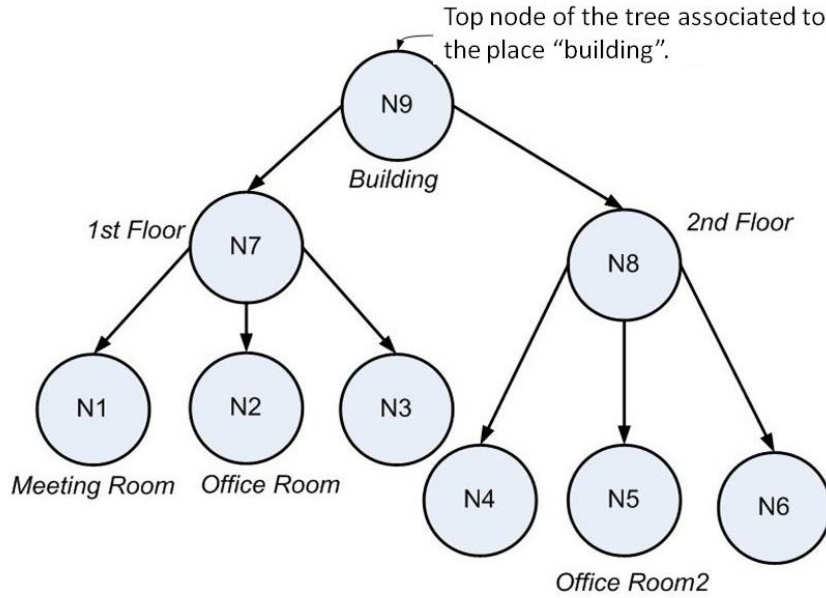 Top node of the tree associated to
the place “building”.
N9
Building
1st Floor
2nd Floor
N7
N8
N1
N2
N3
Meeting Room
Office Room
N4
N5
N6
Office Room2